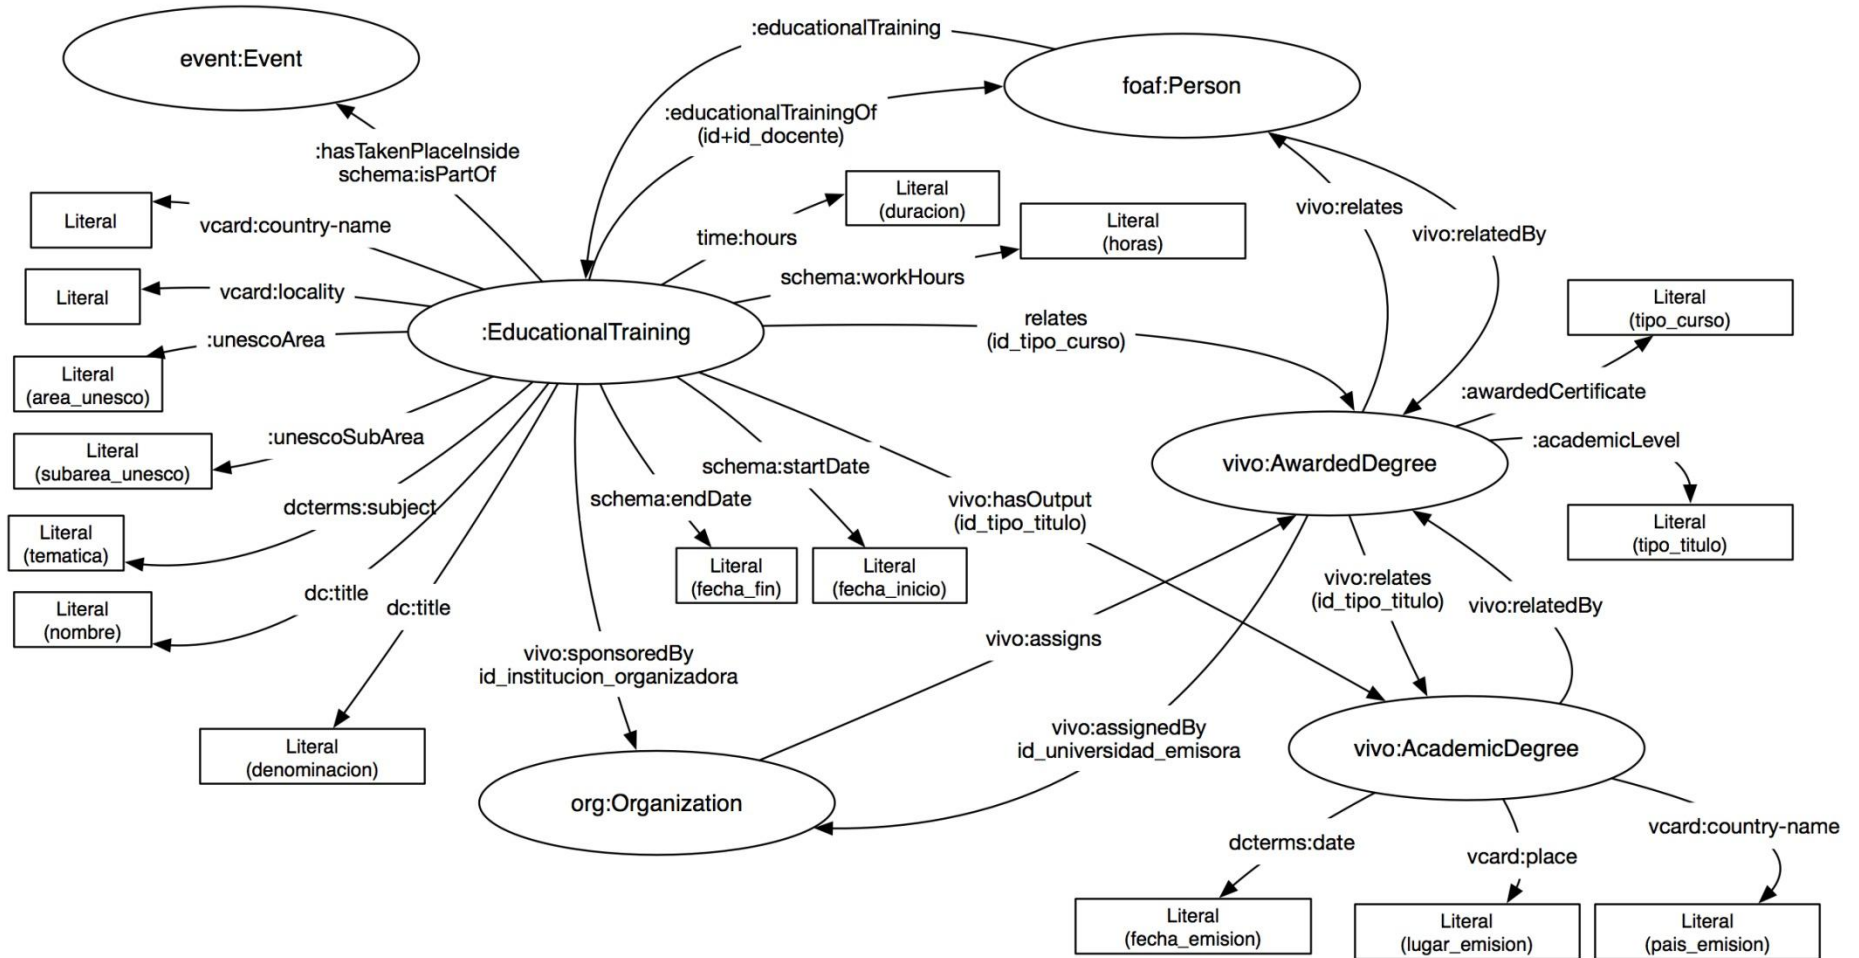 :educationalTraining
event:Event
foaf:Person
:educationalTrainingOf
(id+id_docente)
:hasTakenPlaceInside
schema:isPartOf
Literal
(duracion)
Literal
vcard:country-name
vivo:relates
vivo:relatedBy
Literal
(horas)
time:hours
schema:workHours
Literal
vcard:locality
Literal
(tipo_curso)
:EducationalTraining
relates
(id_tipo_curso)
:unescoArea
Literal
(area_unesco)
:awardedCertificate
:unescoSubArea
:academicLevel
Literal
(subarea_unesco)
schema:startDate
vivo:AwardedDegree
schema:endDate
vivo:hasOutput
(id_tipo_titulo)
dcterms:subject
Literal
(tematica)
Literal
(tipo_titulo)
Literal
(fecha_fin)
Literal
(fecha_inicio)
vivo:relates
(id_tipo_titulo)
vivo:relatedBy
dc:title
dc:title
Literal
(nombre)
vivo:assigns
vivo:sponsoredBy
id_institucion_organizadora
vivo:assignedBy
id_universidad_emisora
vivo:AcademicDegree
Literal
(denominacion)
org:Organization
dcterms:date
vcard:place
vcard:country-name
Literal
(fecha_emision)
Literal
(lugar_emision)
Literal
(pais_emision)